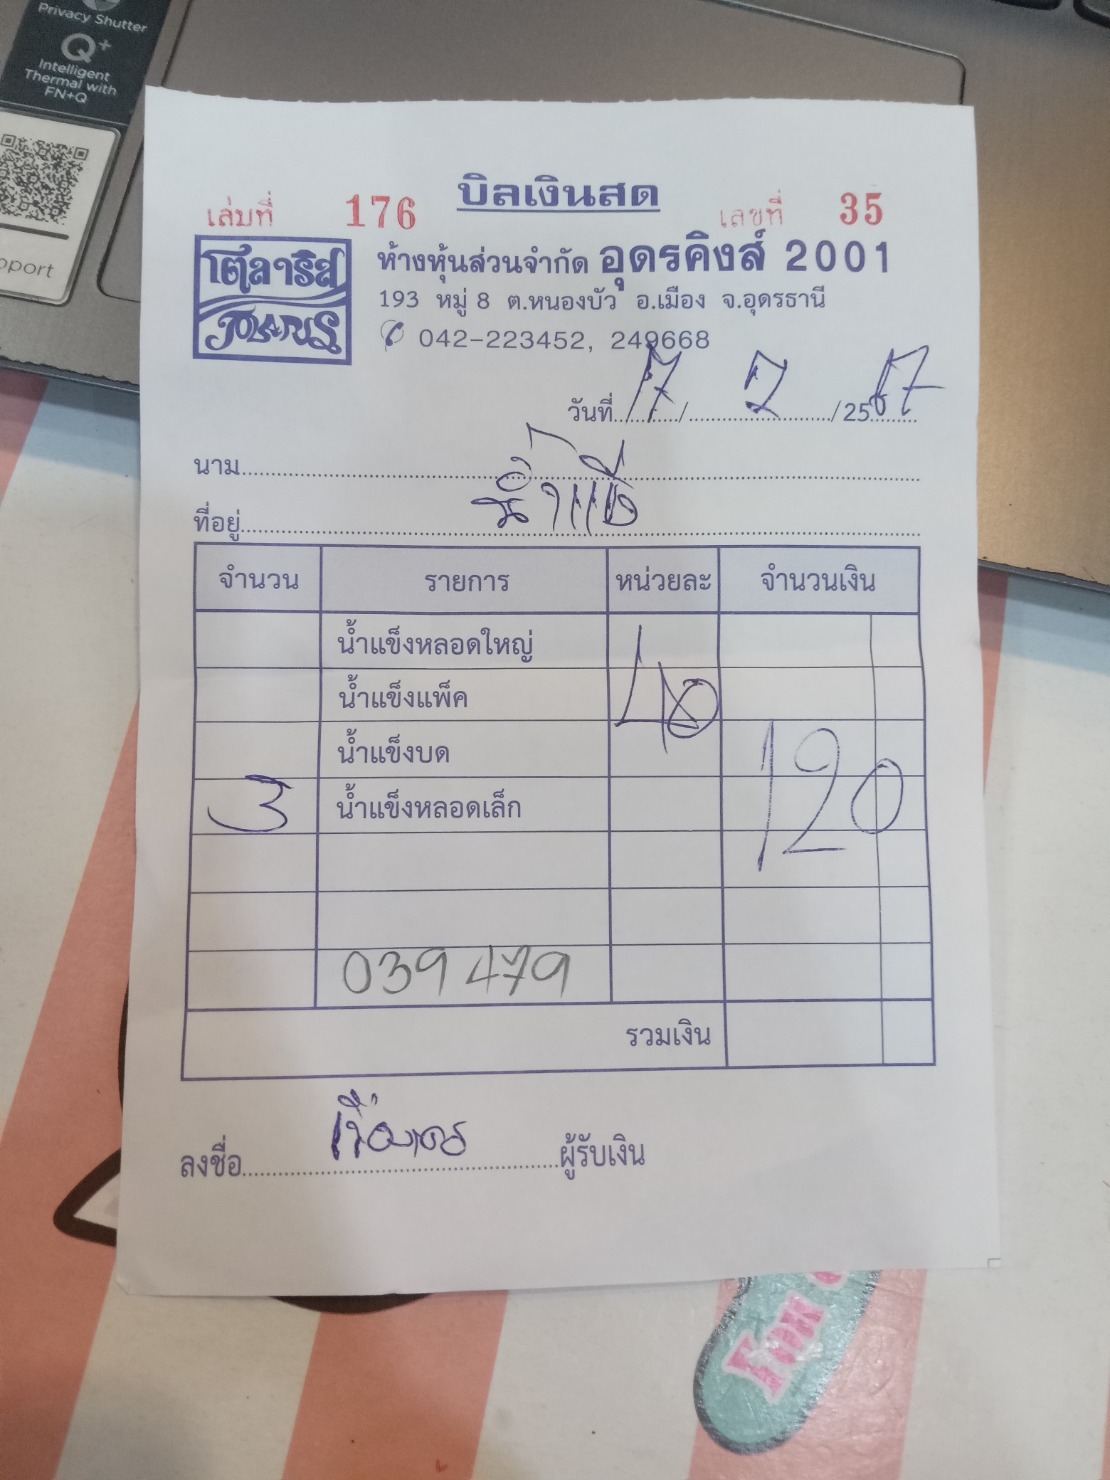 Privacy Shutter
Q+
Intelligent
Thermal with
FN+Q
pport
บิลเงินสด
เล่มที่ 176 เลขที่ 35
โตลาริส
ห้างหุ้นส่วนจำกัด อุดรคิงส์ 2001
193 หมู่ 8 ต.หนองบัว อ.เมือง จ.อุดรธานี
042-223452, 249668
วันที่ 17 / 7 / 2567
นาม
ที่อยู่
จำนวน รายการ หน่วยละ จำนวนเงิน
น้ำแข็งหลอดใหญ่
น้ำแข็งแพ็ค 40
น้ำแข็งบด
3 น้ำแข็งหลอดเล็ก 120
039479
รวมเงิน
ลงชื่อ ผู้รับเงิน